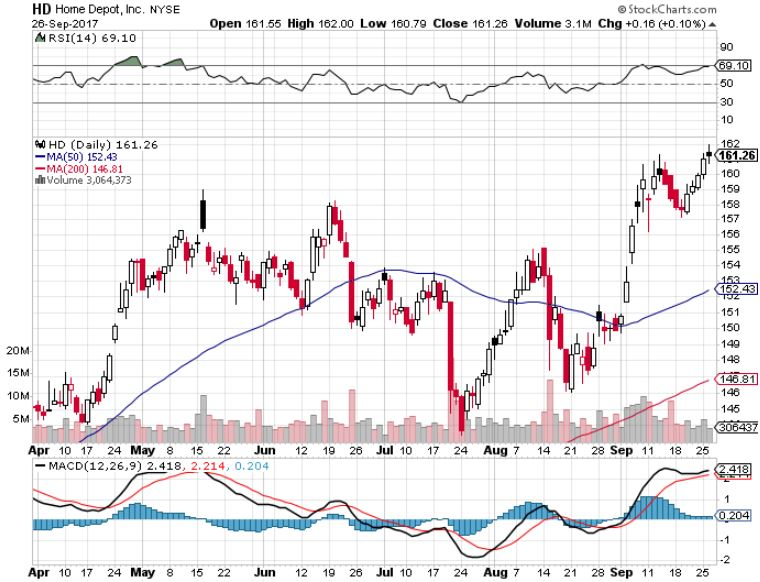 HD Home Depot, Inc. NYSE © StockCharts.com
26-Sep-2017 Open 161.55 High 162.00 Low 160.79 Close 161.26 Volume 3.1M Chg +0.16 (+0.10%)
RSI(14) 69.10
90
69.10
50
30
10
HD (Daily) 161.26
MA(50) 152.43
MA(200) 146.81
Volume 3,064,373
162
161.26
160
159
158
157
156
155
154
153
152.43
151
150
149
148
146.81
146
145
306437
20M
15M
10M
5M
Apr 10 17 24 May 8 15 22 Jun 12 19 26 Jul 10 17 24 Aug 7 14 21 28 Sep 11 18 25
MACD(12,26,9) 2.418, 2.214, 0.204
2.418
1
0.204
-1
-2
Apr 10 17 24 May 8 15 22 Jun 12 19 26 Jul 10 17 24 Aug 7 14 21 28 Sep 11 18 25